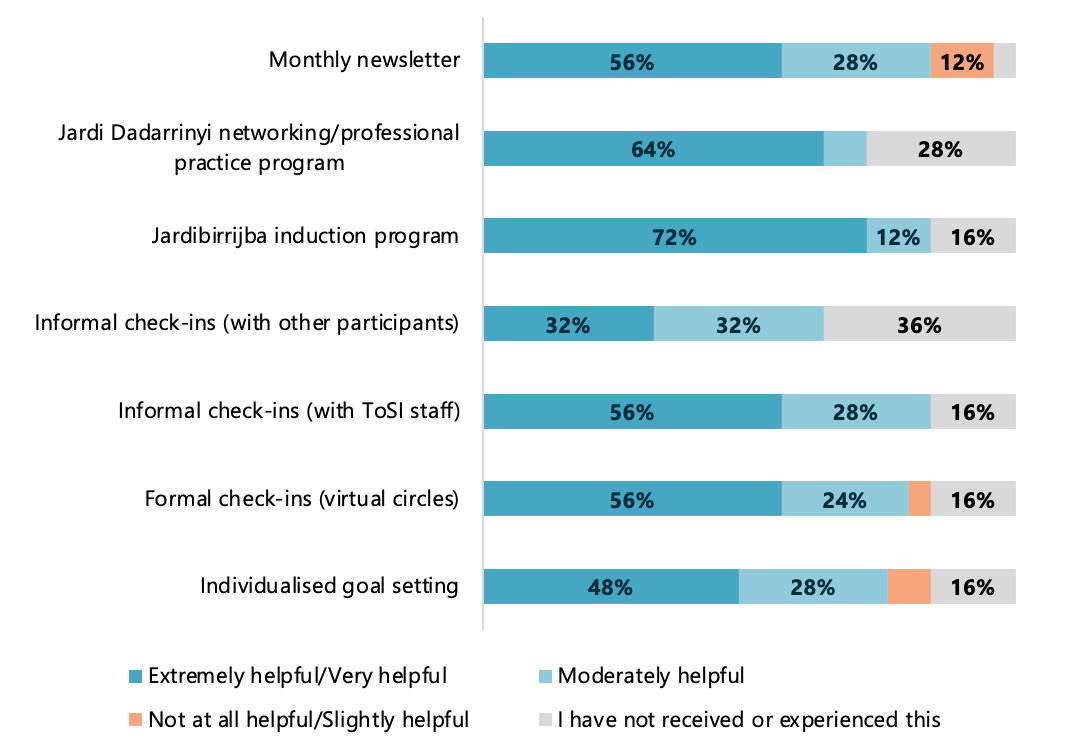 Monthly newsletter
56% 28% 12%
Jardi Dadarrinyi networking/professional
practice program
64% 28%
Jardibirrijba induction program
72% 12% 16%
Informal check-ins (with other participants)
32% 32% 36%
Informal check-ins (with ToSI staff)
56% 28% 16%
Formal check-ins (virtual circles)
56% 24% 16%
Individualised goal setting
48% 28% 16%
Extremely helpful/Very helpful
Moderately helpful
Not at all helpful/Slightly helpful
I have not received or experienced this